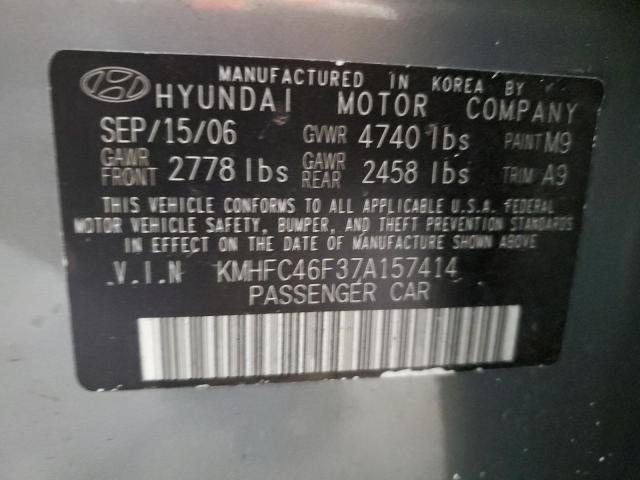 MANUFACTURED IN KOREA BY
HYUNDAI MOTOR COMPANY
SEP/15/06 GVWR 4740 lbs PAINT M9
GAWR FRONT 2778 lbs GAWR REAR 2458 lbs TRIM A9
THIS VEHICLE CONFORMS TO ALL APPLICABLE U.S.A. FEDERAL
MOTOR VEHICLE SAFETY, BUMPER, AND THEFT PREVENTION STANDARDS
IN EFFECT ON THE DATE OF MANUFACTURE SHOWN ABOVE.
.V.I.N KMHFC46F37A157414
PASSENGER CAR